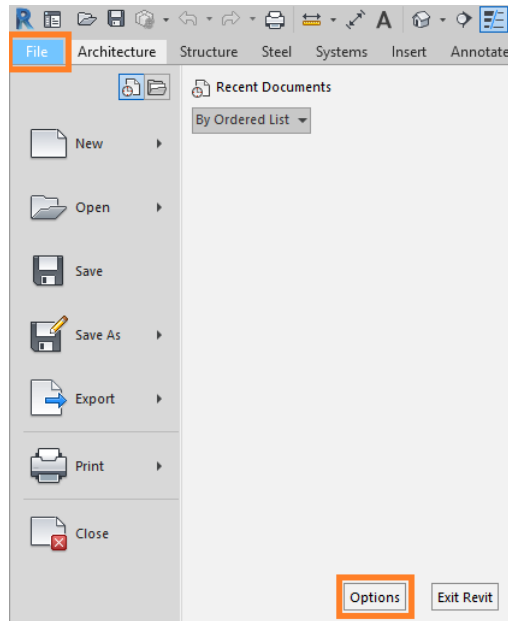 R A
File Architecture Structure Steel Systems Insert Annotate
Recent Documents
By Ordered List
New
Open
Save
Save As
Export
Print
Close
Options Exit Revit